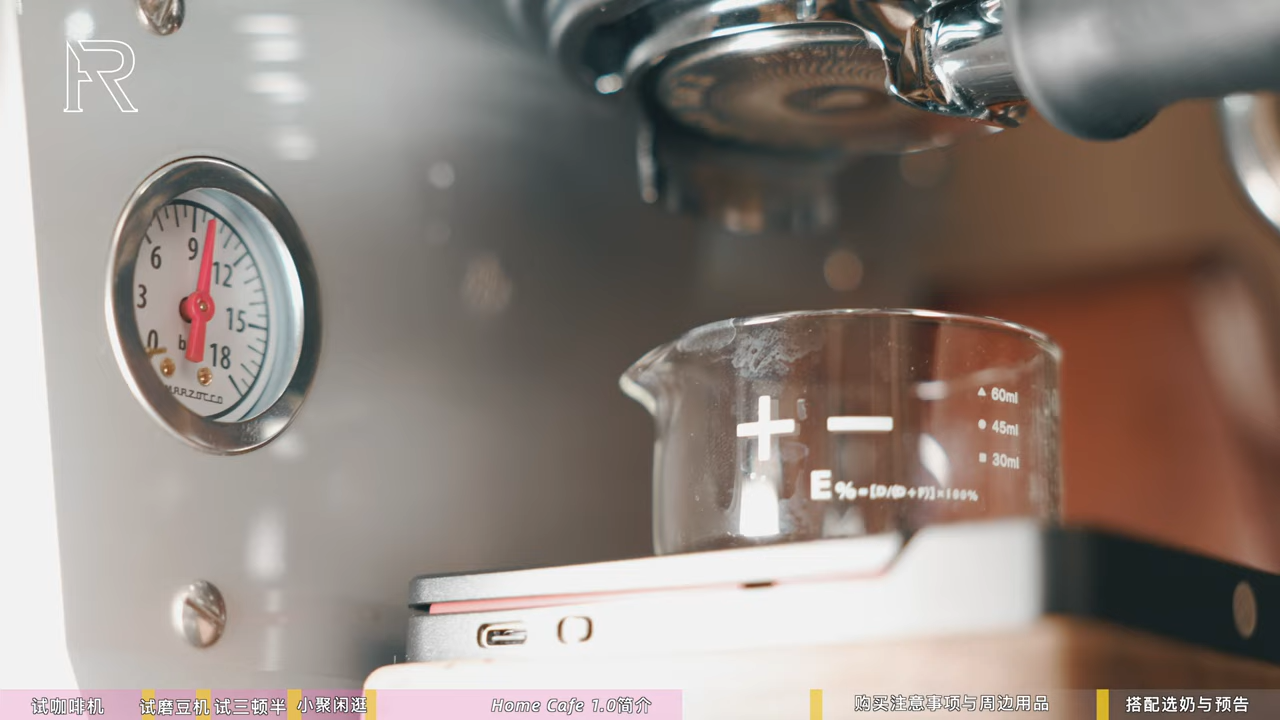 R
9
6
12
3
15
0
b
18
MARZOCCO
▲ 60ml
● 45ml
■ 30ml
+ −
E%=[D/(D+F)]×100%
试咖啡机 试磨豆机 试三顿半 小聚闲逛 Home Cafe 1.0简介 购买注意事项与周边用品 搭配选奶与预告